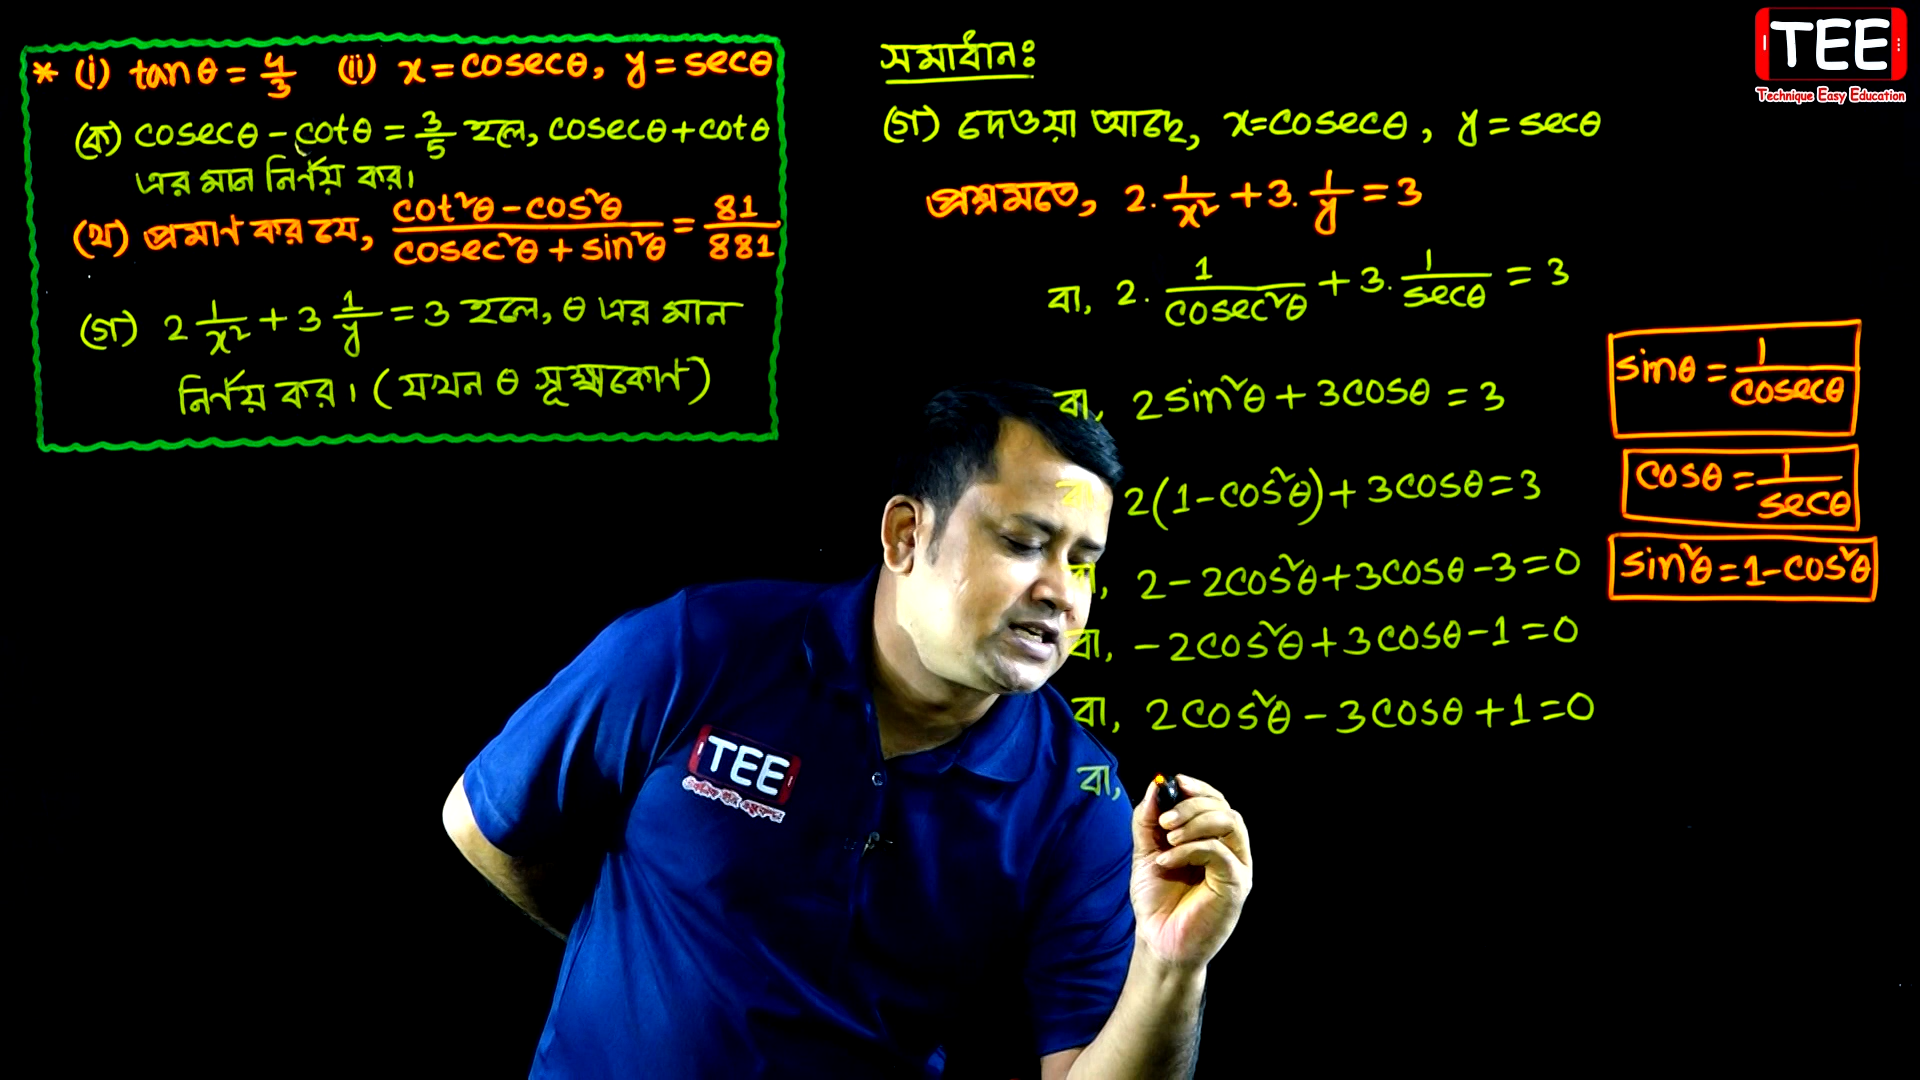 * (i) tanθ = 4/3 (ii) x = cosecθ, y = secθ
(ক) cosecθ - cotθ = 3/5 হলে, cosecθ + cotθ
এর মান নির্ণয় কর।
(খ) প্রমাণ কর যে, (cot²θ - cos²θ)/(cosec²θ + sin²θ) = 81/881
(গ) 2 1/x² + 3 1/y = 3 হলে, θ এর মান
নির্ণয় কর। (যখন θ সূক্ষ্মকোণ)
সমাধানঃ
(গ) দেওয়া আছে, x=cosecθ, y = secθ
প্রশ্নমতে, 2. 1/x² + 3. 1/y = 3
বা, 2. 1/cosec²θ + 3. 1/secθ = 3
বা, 2sin²θ + 3cosθ = 3
বা, 2(1-cos²θ) + 3cosθ = 3
বা, 2 - 2cos²θ + 3cosθ - 3 = 0
বা, -2cos²θ + 3cosθ - 1 = 0
বা, 2cos²θ - 3cosθ + 1 = 0
বা,
sinθ = 1/cosecθ
cosθ = 1/secθ
sin²θ = 1 - cos²θ
TEE
Technique Easy Education
TEE